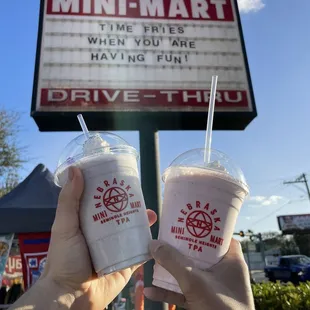 MINI-MART
TIME FRIES
WHEN YOU ARE
HAVING FUN!
DRIVE-THRU
NEBRASKA
MINI MART
SEMINOLE HEIGHTS
TPA
NEBRASKA
MINI MART
SEMINOLE HEIGHTS
TPA